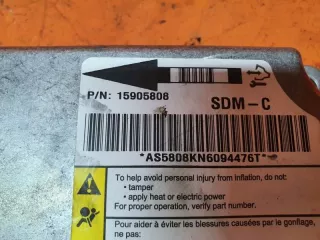 P/N: 15905808
SDM-C
*AS5808KN6094476T*
To help avoid personal injury from inflation, do not:
• tamper
• apply heat or electric power
For proper operation, verify part number.
Pour aider à éviter les blessures causées par le gonflage,
ne pas: